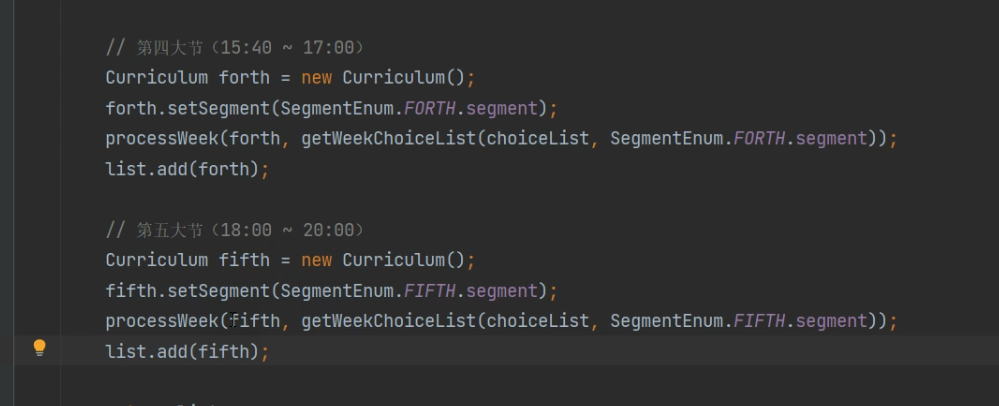 // 第四大节（15:40 ~ 17:00）
Curriculum forth = new Curriculum();
forth.setSegment(SegmentEnum.FORTH.segment);
processWeek(forth, getWeekChoiceList(choiceList, SegmentEnum.FORTH.segment));
list.add(forth);
// 第五大节（18:00 ~ 20:00）
Curriculum fifth = new Curriculum();
fifth.setSegment(SegmentEnum.FIFTH.segment);
processWeek(fifth, getWeekChoiceList(choiceList, SegmentEnum.FIFTH.segment));
list.add(fifth);